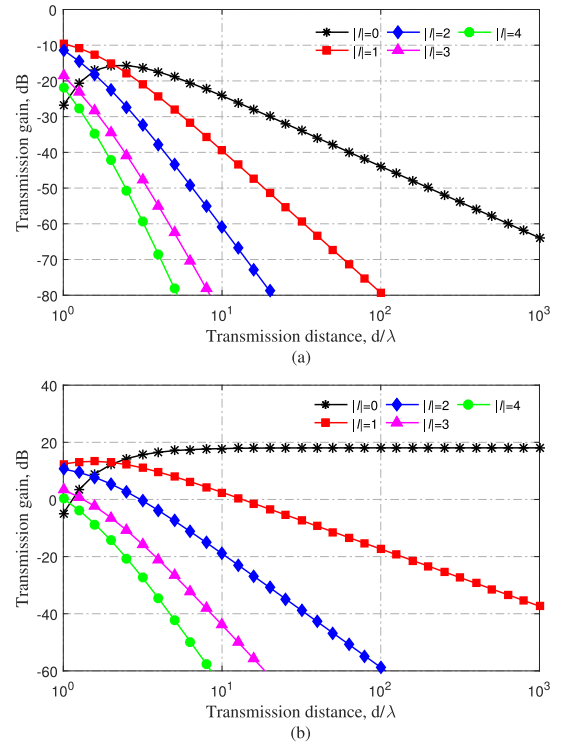 0
-10
-20
-30
-40
-50
-60
-70
-80
Transmission gain, dB
|l|=0 |l|=2 |l|=4
|l|=1 |l|=3
10^0 10^1 10^2 10^3
Transmission distance, d/λ
(a)
40
20
0
-20
-40
-60
Transmission gain, dB
|l|=0 |l|=2 |l|=4
|l|=1 |l|=3
10^0 10^1 10^2 10^3
Transmission distance, d/λ
(b)